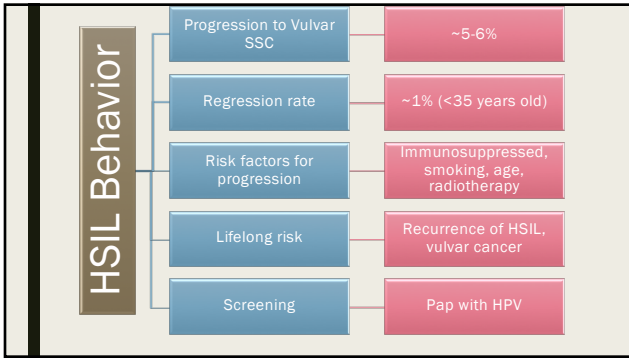 HSIL Behavior
Progression to Vulvar
SSC
~5-6%
Regression rate
~1% (<35 years old)
Risk factors for
progression
Immunosuppressed,
smoking, age,
radiotherapy
Lifelong risk
Recurrence of HSIL,
vulvar cancer
Screening
Pap with HPV